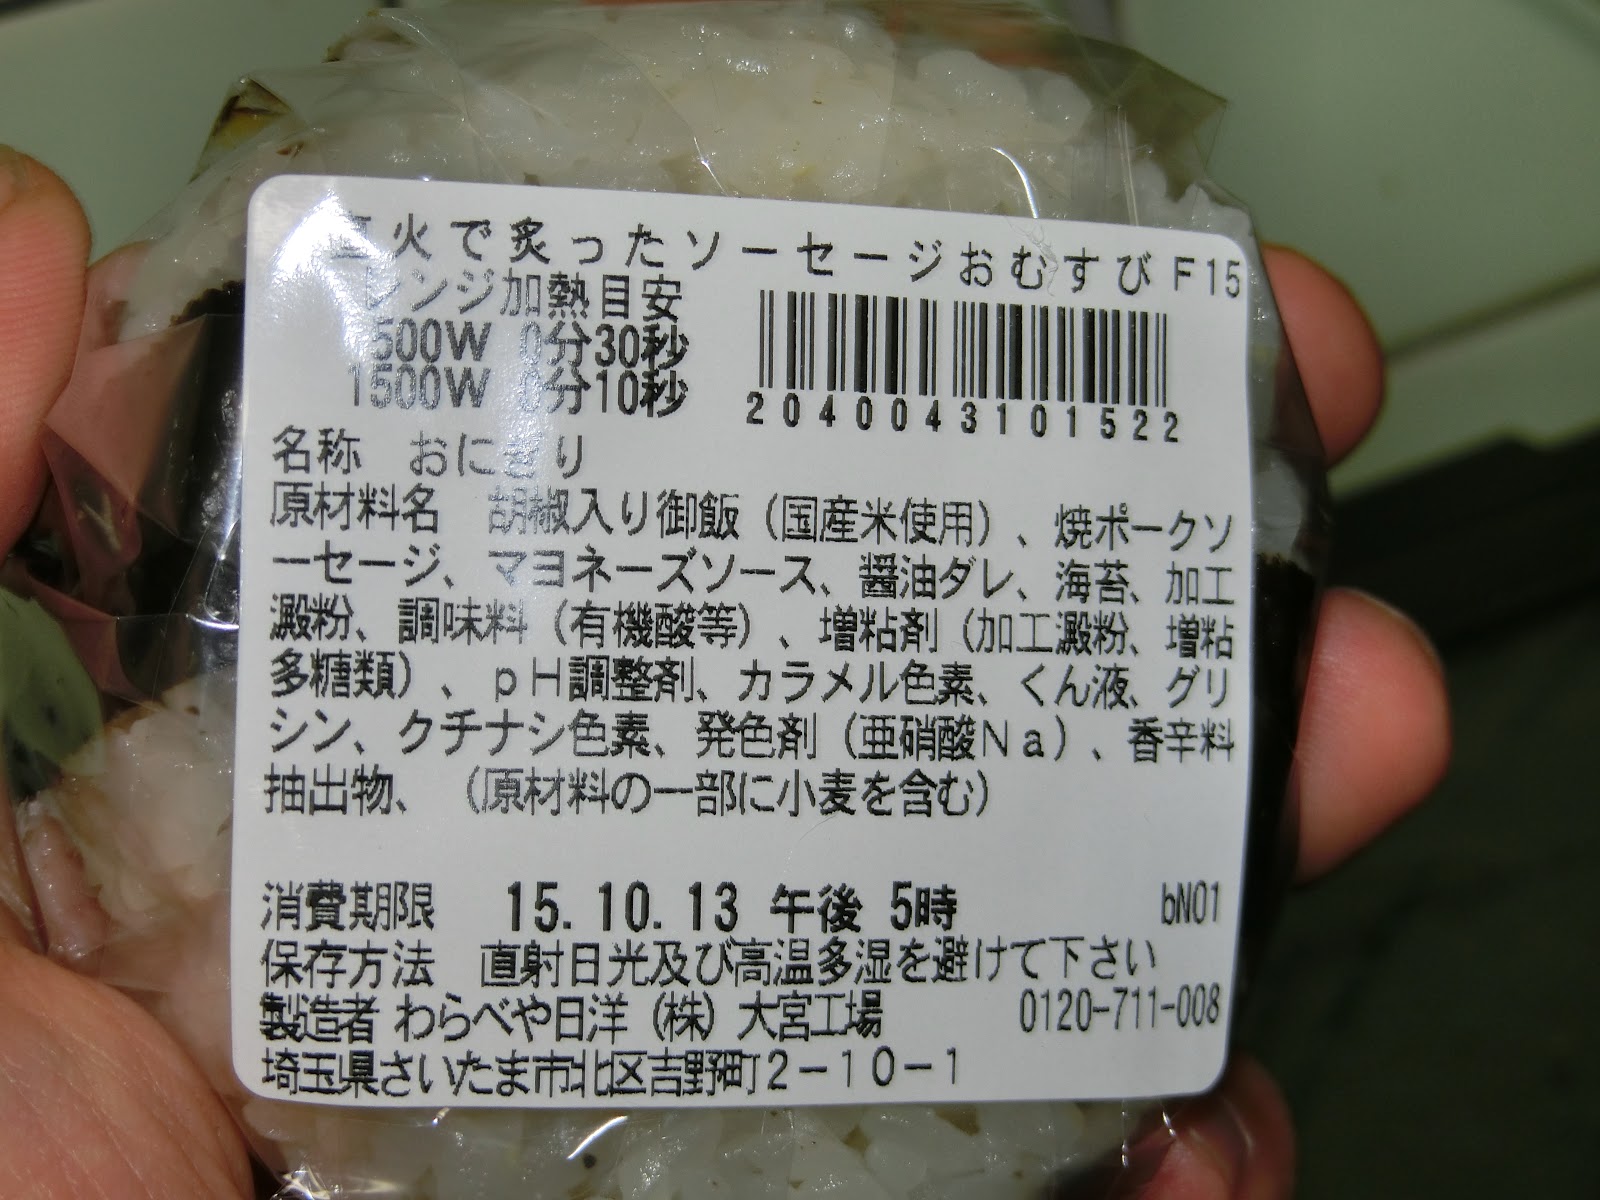 直火で炙ったソーセージおむすびF15
レンジ加熱目安
500W 0分30秒
1500W 0分10秒
2040043101522
名称 おにぎり
原材料名 胡椒入り御飯(国産米使用)、焼ポークソ
ーセージ、マヨネーズソース、醤油ダレ、海苔、加工
澱粉、調味料(有機酸等)、増粘剤(加工澱粉、増粘
多糖類)、pH調整剤、カラメル色素、くん液、グリ
シン、クチナシ色素、発色剤(亜硝酸Na)、香辛料
抽出物、(原材料の一部に小麦を含む)
消費期限 15.10.13 午後 5時 bN01
保存方法 直射日光及び高温多湿を避けて下さい
製造者 わらべや日洋(株)大宮工場 0120-711-008
埼玉県さいたま市北区吉野町2-10-1